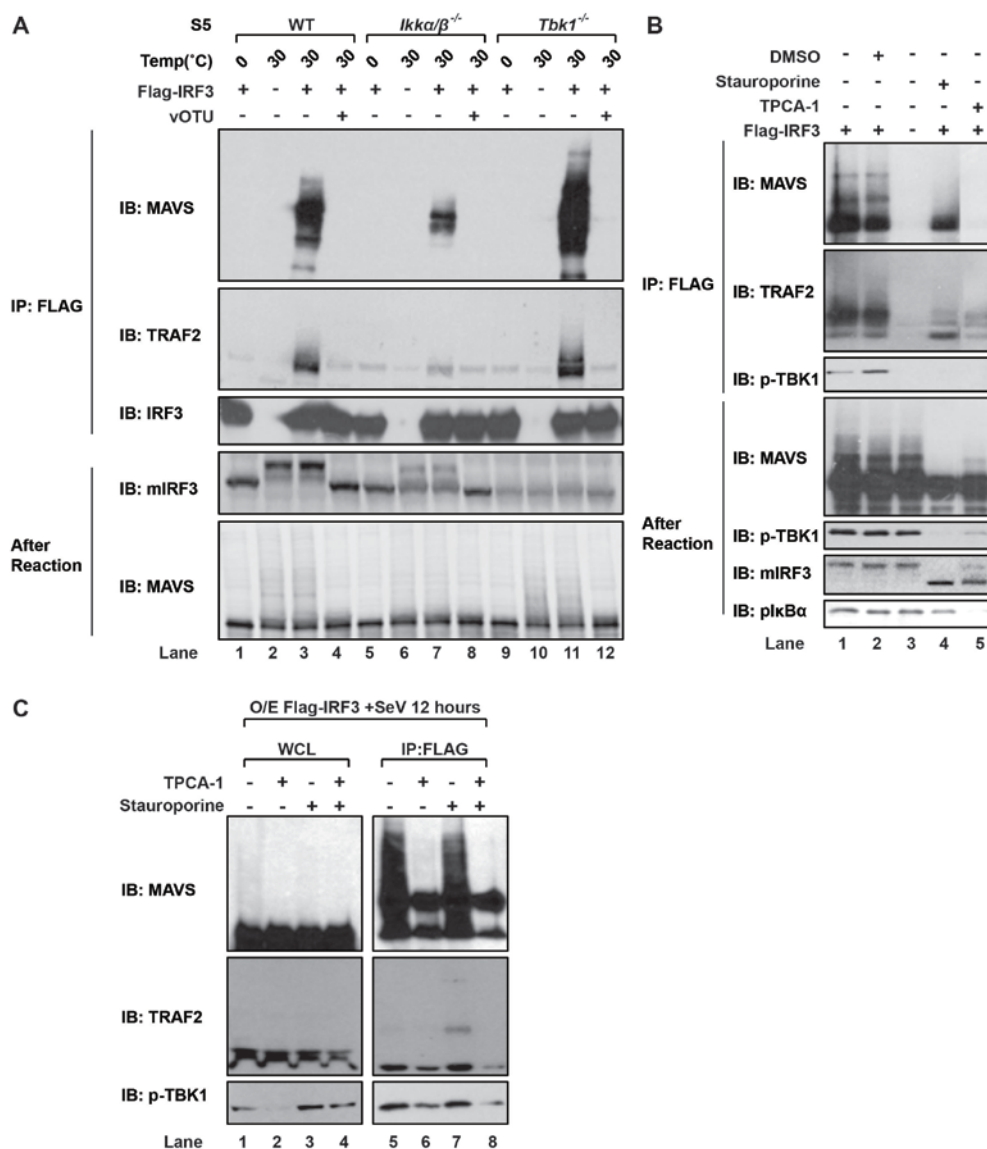 A
S5 WT Ikkα/β-/- Tbk1-/-
Temp(°C) 0 30 30 30 0 30 30 30 0 30 30 30
Flag-IRF3 + - + + + - + + + - + +
vOTU - - - + - - - + - - - +
IP: FLAG
IB: MAVS
IB: TRAF2
IB: IRF3
After Reaction
IB: mIRF3
IB: MAVS
Lane 1 2 3 4 5 6 7 8 9 10 11 12
B
DMSO - + - - -
Stauroporine - - - + -
TPCA-1 - - - - +
Flag-IRF3 + + - + +
IP: FLAG
IB: MAVS
IB: TRAF2
IB: p-TBK1
After Reaction
IB: MAVS
IB: p-TBK1
IB: mIRF3
IB: pIκBα
Lane 1 2 3 4 5
C
O/E Flag-IRF3 +SeV 12 hours
WCL IP:FLAG
TPCA-1 - + - + - + - +
Stauroporine - - + + - - + +
IB: MAVS
IB: TRAF2
IB: p-TBK1
Lane 1 2 3 4 5 6 7 8